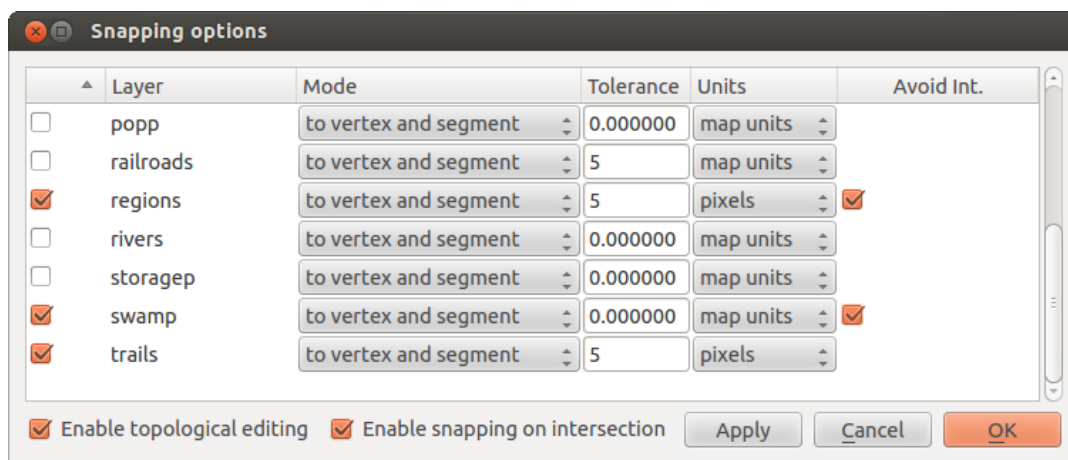 Snapping options
Layer Mode Tolerance Units Avoid Int.
popp to vertex and segment 0.000000 map units
railroads to vertex and segment 5 map units
regions to vertex and segment 5 pixels
rivers to vertex and segment 0.000000 map units
storagep to vertex and segment 0.000000 map units
swamp to vertex and segment 0.000000 map units
trails to vertex and segment 5 pixels
Enable topological editing Enable snapping on intersection Apply Cancel OK